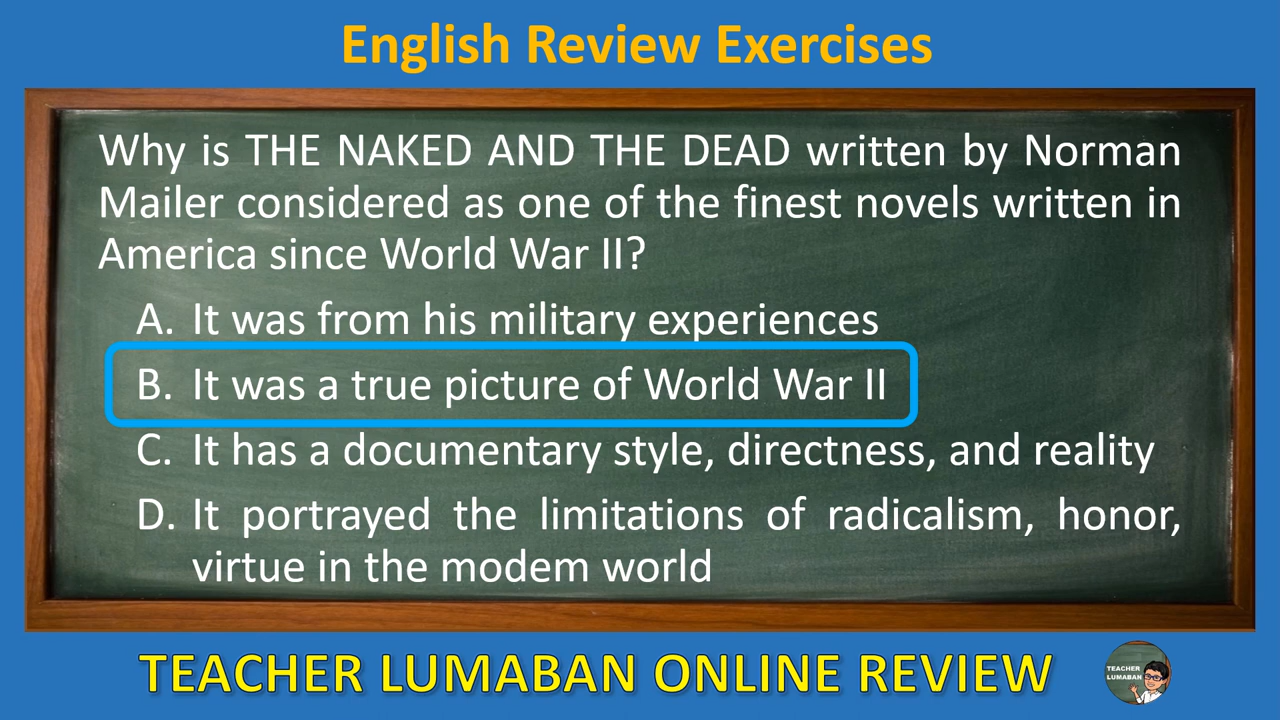 English Review Exercises
Why is THE NAKED AND THE DEAD written by Norman
Mailer considered as one of the finest novels written in
America since World War II?
A. It was from his military experiences
B. It was a true picture of World War II
C. It has a documentary style, directness, and reality
D. It portrayed the limitations of radicalism, honor,
virtue in the modem world
TEACHER LUMABAN ONLINE REVIEW
TEACHER
LUMABAN